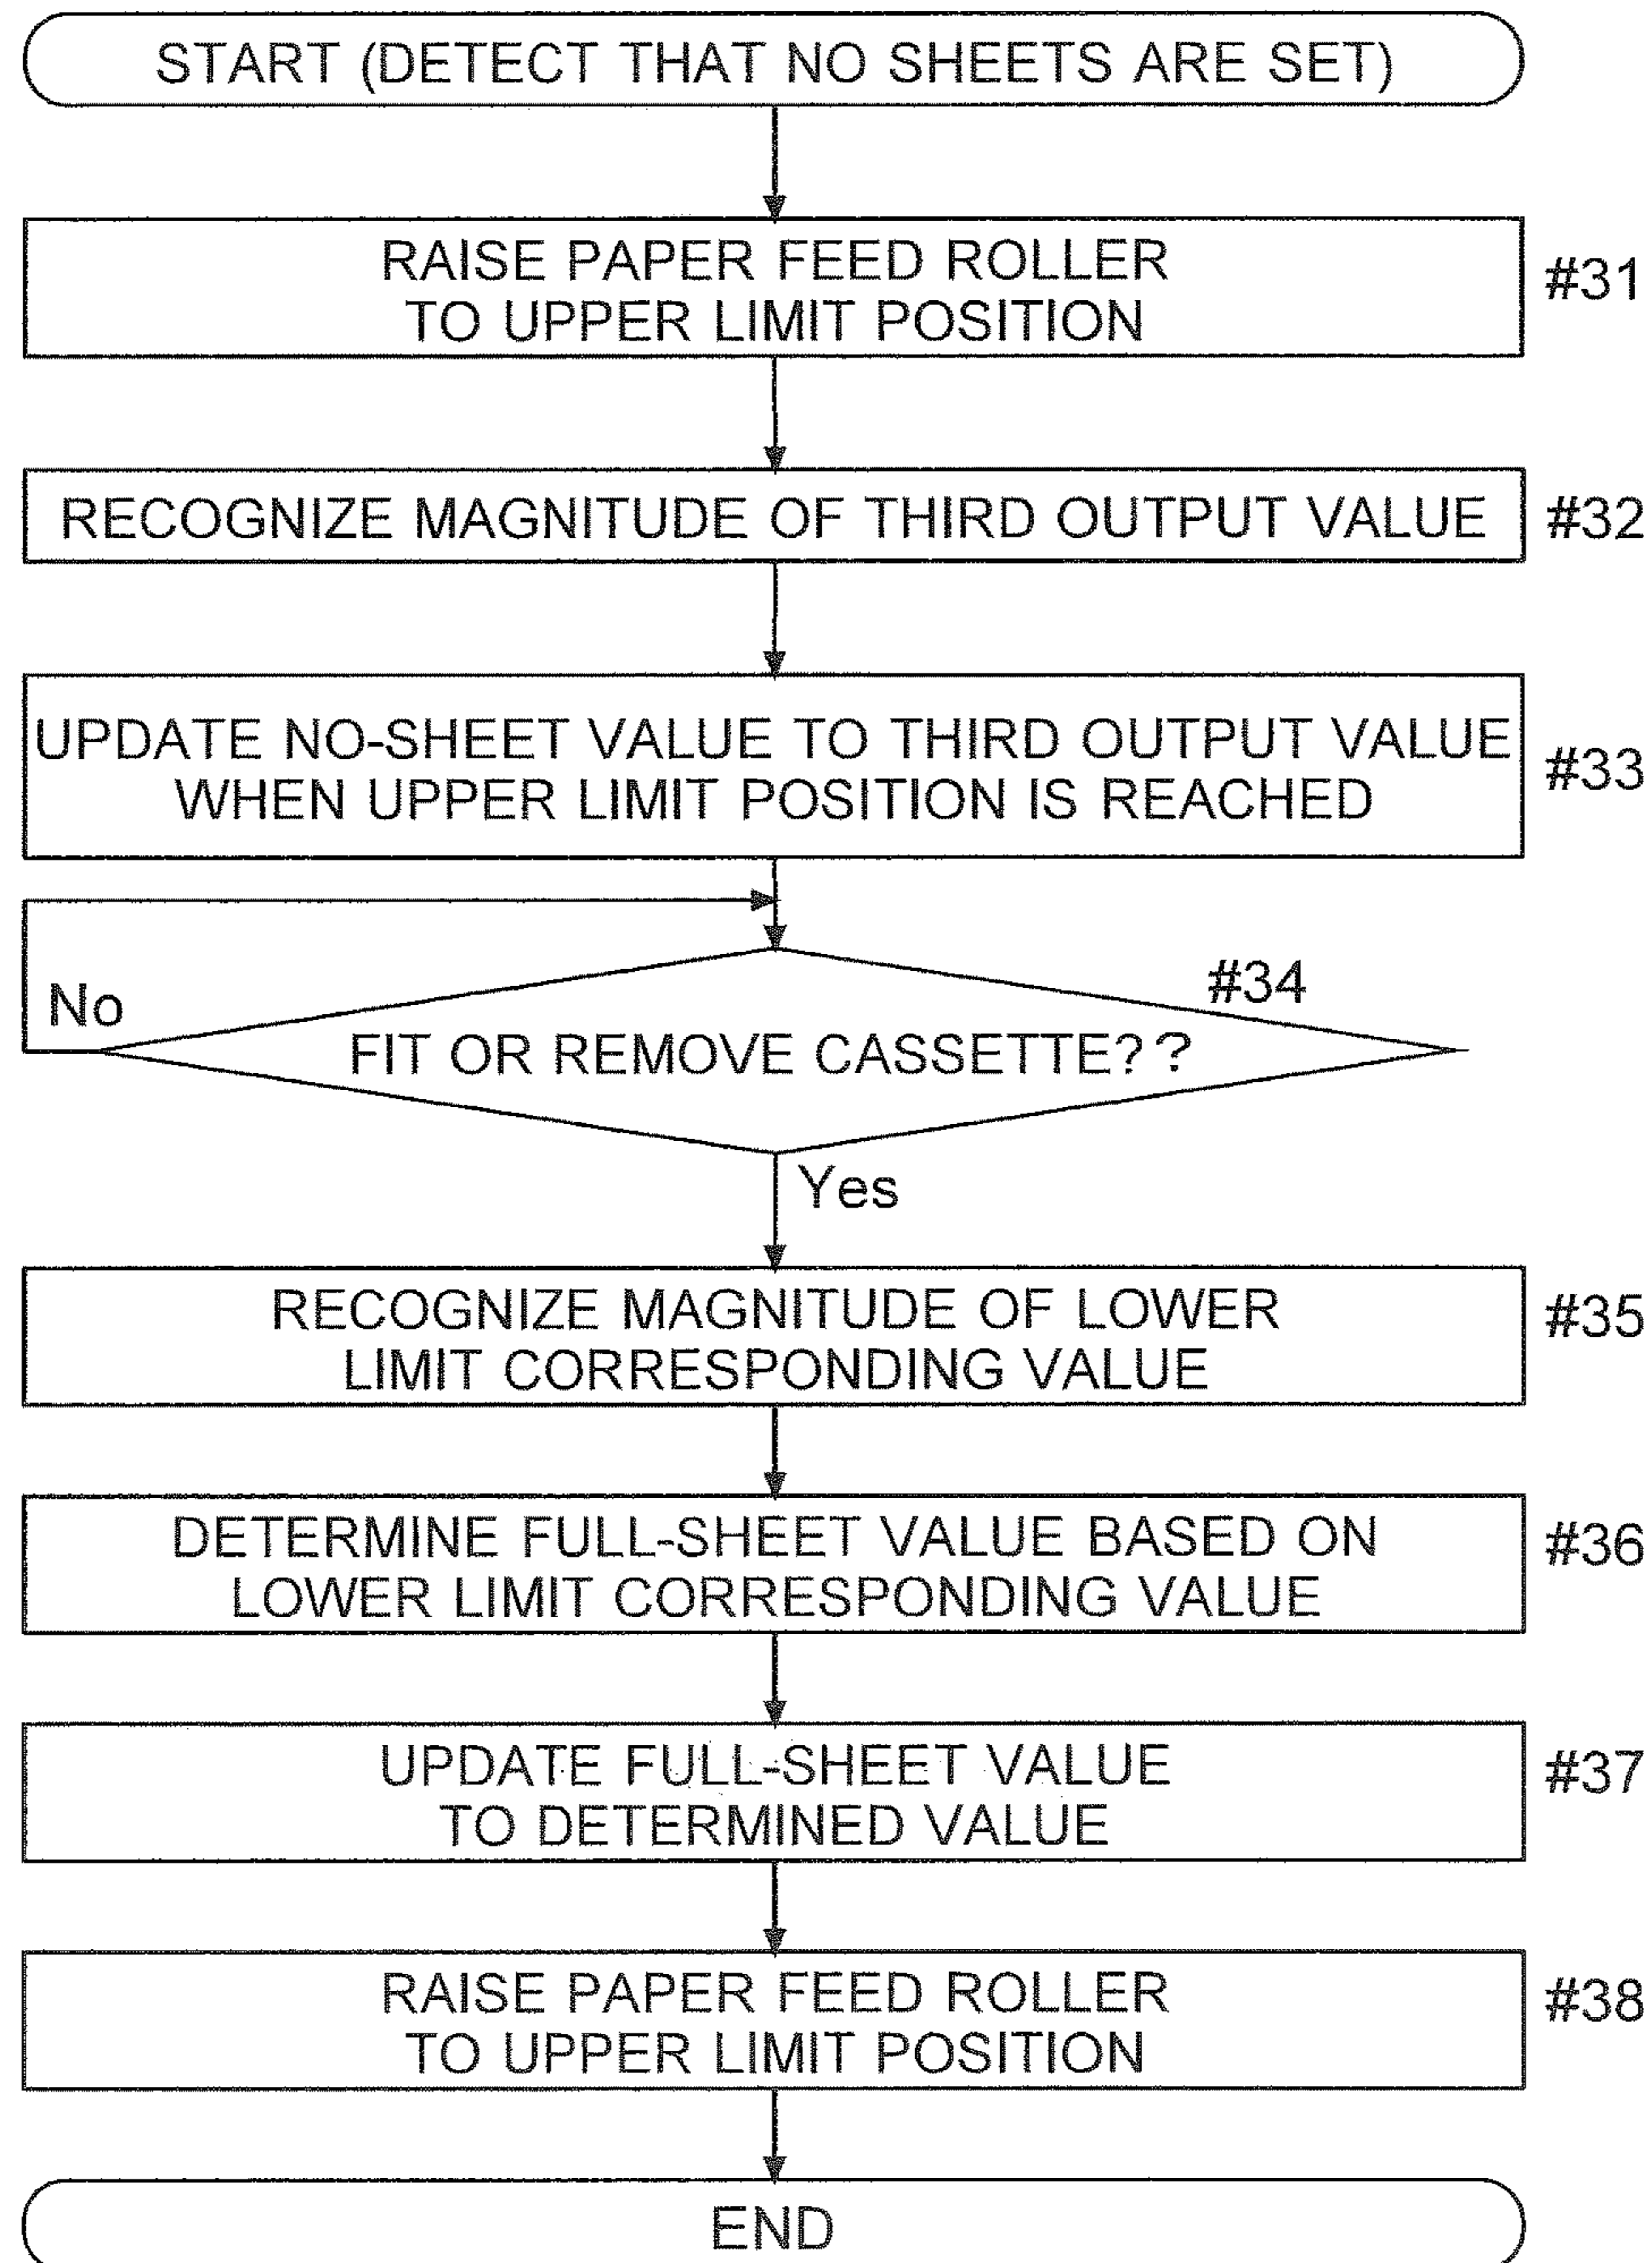 START (DETECT THAT NO SHEETS ARE SET)
RAISE PAPER FEED ROLLER
TO UPPER LIMIT POSITION
#31
RECOGNIZE MAGNITUDE OF THIRD OUTPUT VALUE
#32
UPDATE NO-SHEET VALUE TO THIRD OUTPUT VALUE
WHEN UPPER LIMIT POSITION IS REACHED
#33
#34
No
FIT OR REMOVE CASSETTE??
Yes
RECOGNIZE MAGNITUDE OF LOWER
LIMIT CORRESPONDING VALUE
#35
DETERMINE FULL-SHEET VALUE BASED ON
LOWER LIMIT CORRESPONDING VALUE
#36
UPDATE FULL-SHEET VALUE
TO DETERMINED VALUE
#37
RAISE PAPER FEED ROLLER
TO UPPER LIMIT POSITION
#38
END